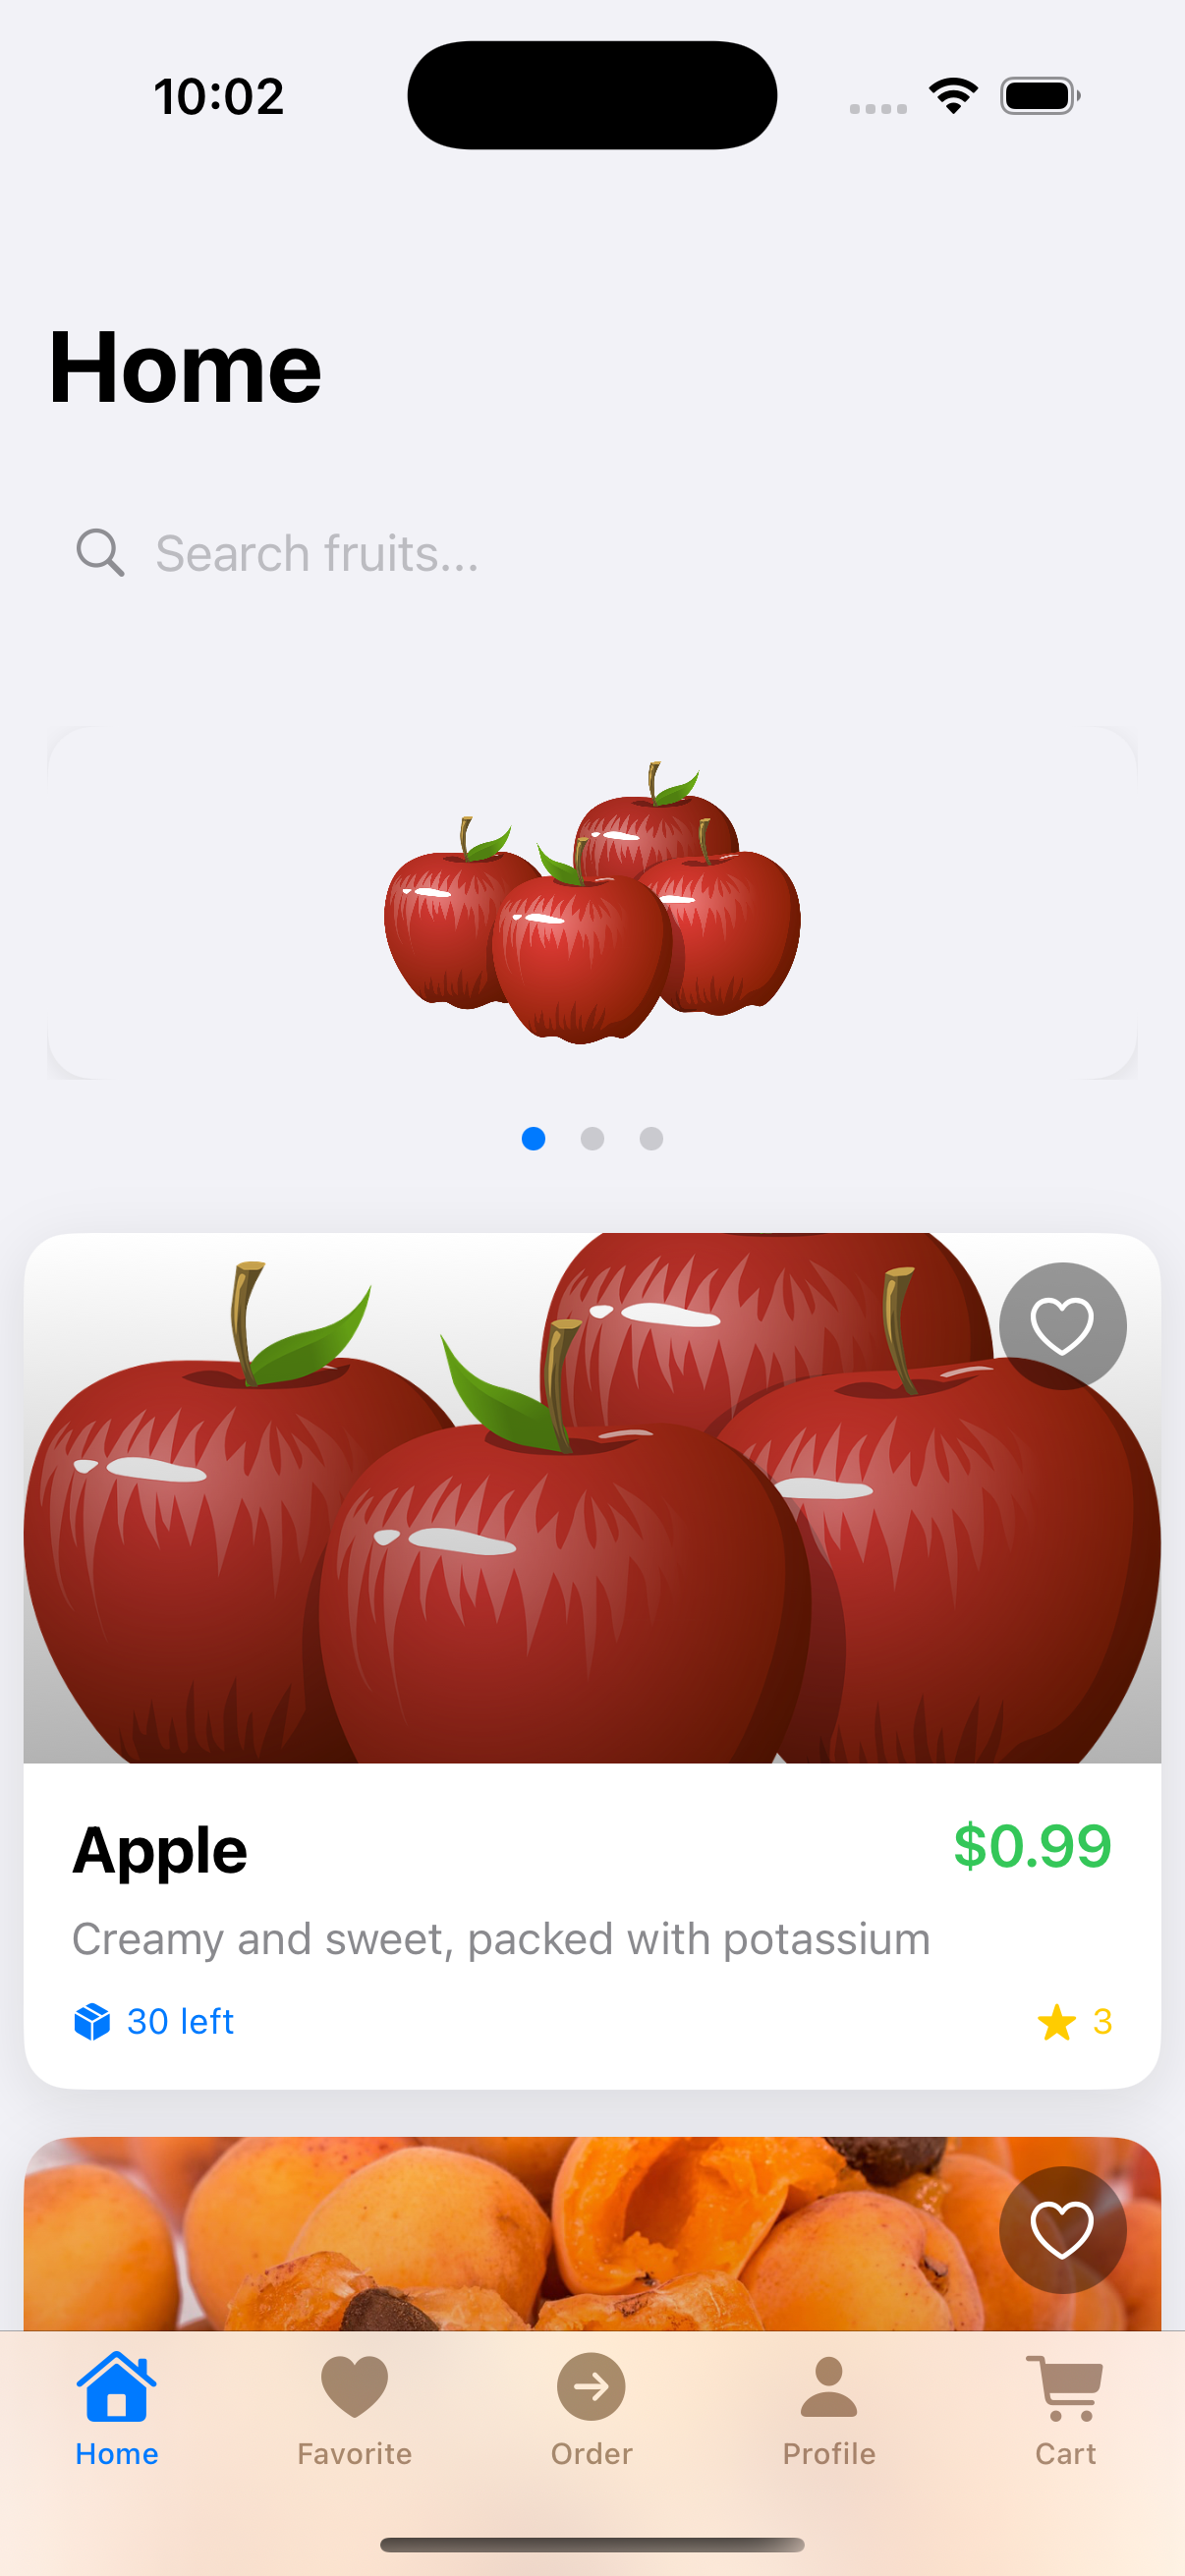 10:02
Home
Search fruits...
Apple
$0.99
Creamy and sweet, packed with potassium
30 left
3
Home
Favorite
Order
Profile
Cart